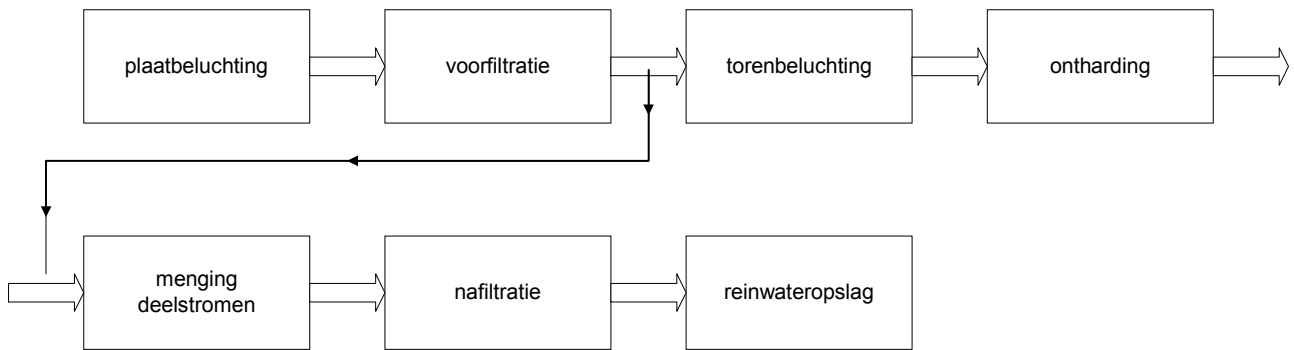 plaatbeluchting
voorfiltratie
torenbeluchting
ontharding
menging
deelstromen
nafiltratie
reinwateropslag